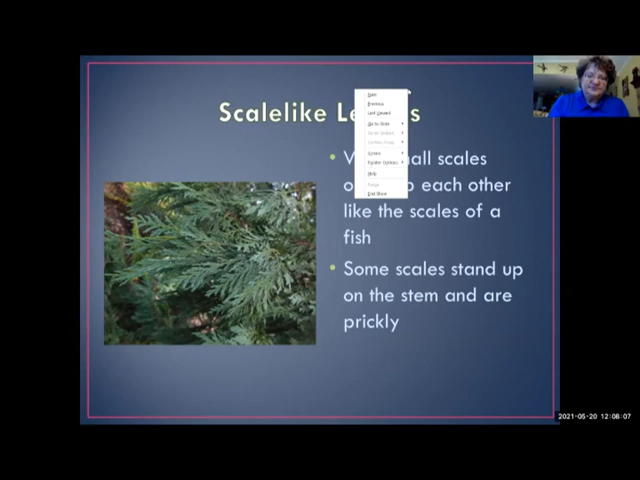 Scalelike Le s
Next
Previous
Last Viewed
Go to Slide
Screen
Pointer Options
Help
Pause
End Show
• V all scales
o p each other
like the scales of a
fish
• Some scales stand up
on the stem and are
prickly
2021-05-20 12:08:07